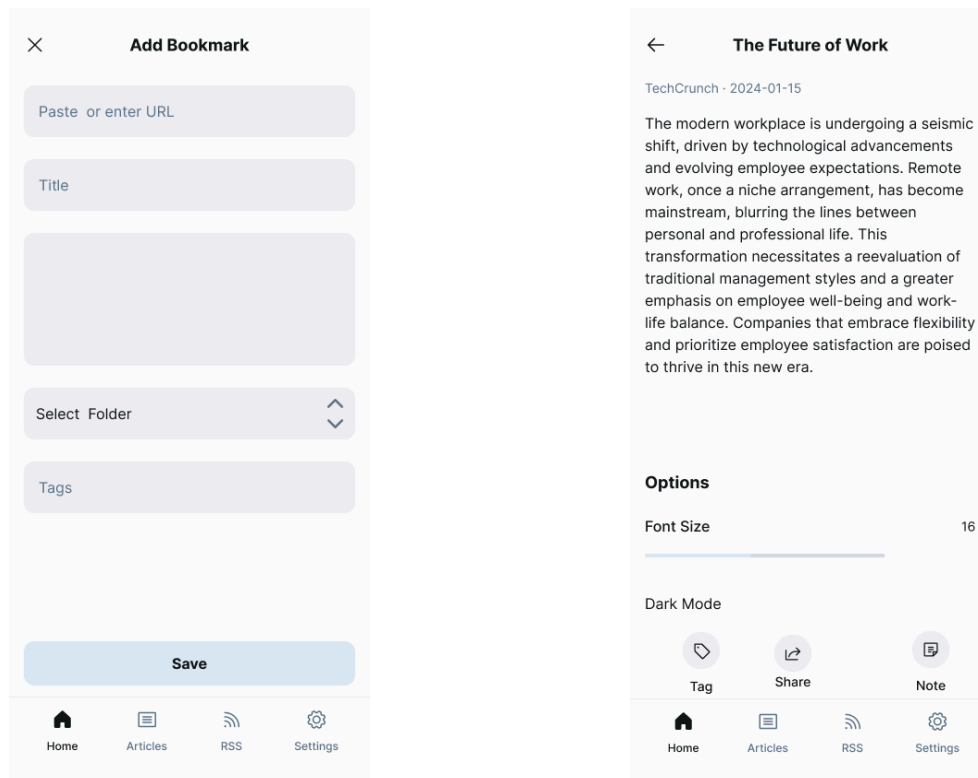 Add Bookmark
Paste or enter URL
Title
Select Folder
Tags
Save
Home
Articles
RSS
Settings
The Future of Work
TechCrunch · 2024-01-15
The modern workplace is undergoing a seismic
shift, driven by technological advancements
and evolving employee expectations. Remote
work, once a niche arrangement, has become
mainstream, blurring the lines between
personal and professional life. This
transformation necessitates a reevaluation of
traditional management styles and a greater
emphasis on employee well-being and work-
life balance. Companies that embrace flexibility
and prioritize employee satisfaction are poised
to thrive in this new era.
Options
Font Size
16
Dark Mode
Tag
Share
Note
Home
Articles
RSS
Settings